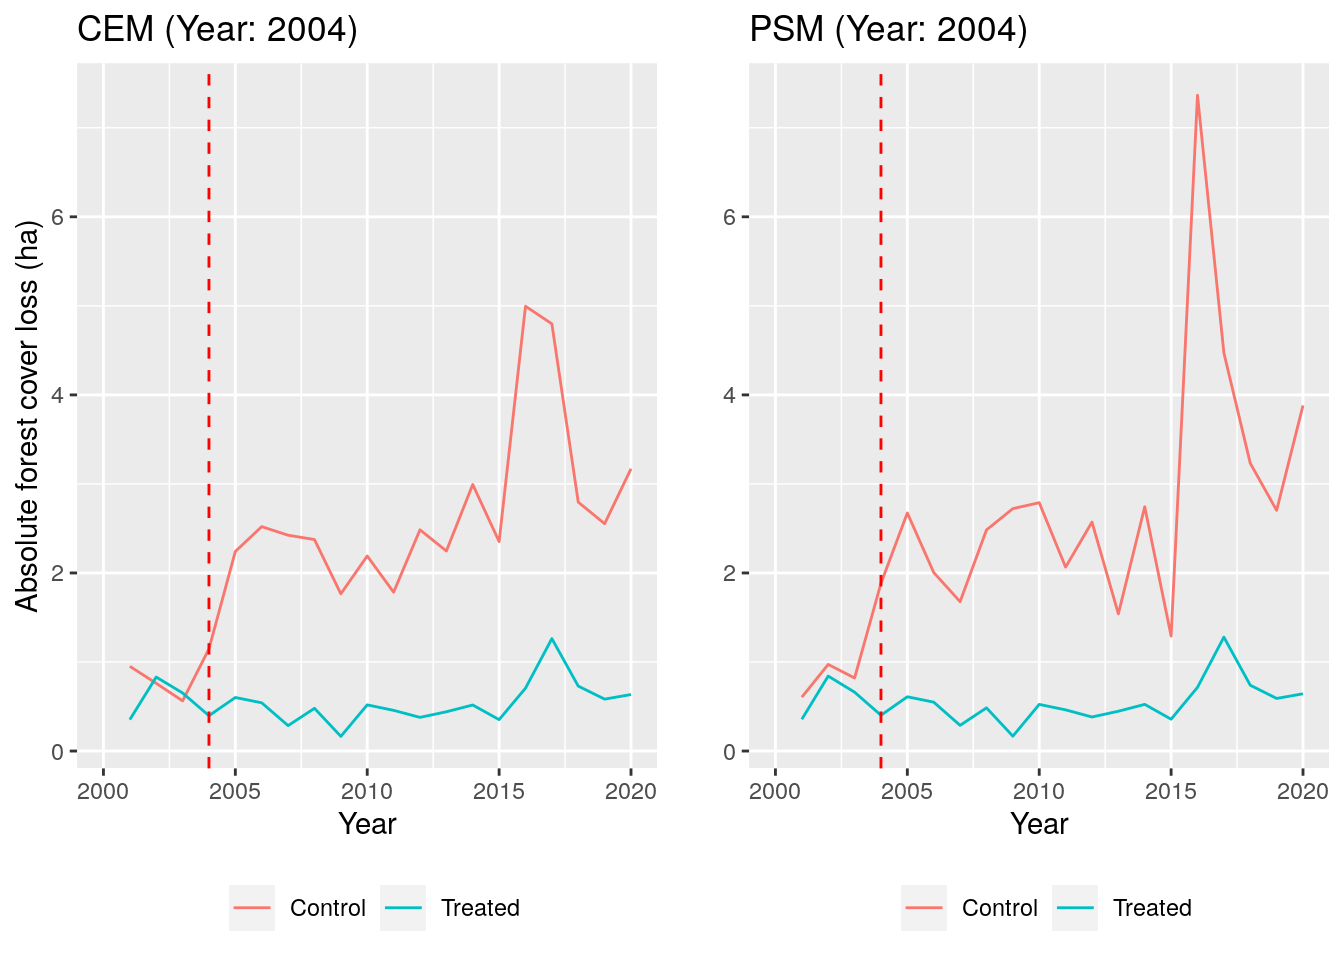 CEM (Year: 2004)
Absolute forest cover loss (ha)
6
4
2
0
2000 2005 2010 2015 2020
Year
Control Treated
PSM (Year: 2004)
6
4
2
0
2000 2005 2010 2015 2020
Year
Control Treated